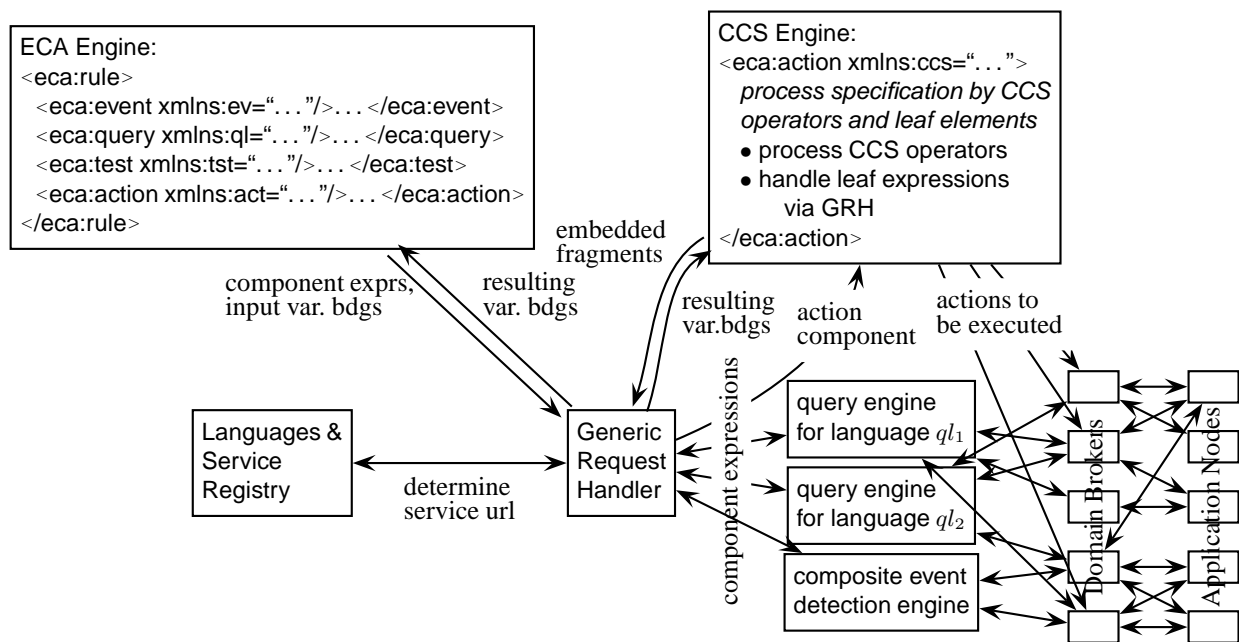 ECA Engine:
<eca:rule>
<eca:event xmlns:ev=“...”/>... </eca:event>
<eca:query xmlns:ql=“...”/>... </eca:query>
<eca:test xmlns:tst=“...”/>... </eca:test>
<eca:action xmlns:act=“...”/>... </eca:action>
</eca:rule>
CCS Engine:
<eca:action xmlns:ccs=“...”>
process specification by CCS
operators and leaf elements
• process CCS operators
• handle leaf expressions
via GRH
</eca:action>
component exprs,
input var. bdgs
resulting
var. bdgs
embedded
fragments
resulting
var.bdgs
action
component
actions to
be executed
Languages &
Service
Registry
determine
service url
Generic
Request
Handler
component expressions
query engine
for language ql1
query engine
for language ql2
composite event
detection engine
Domain Brokers
Application Nodes